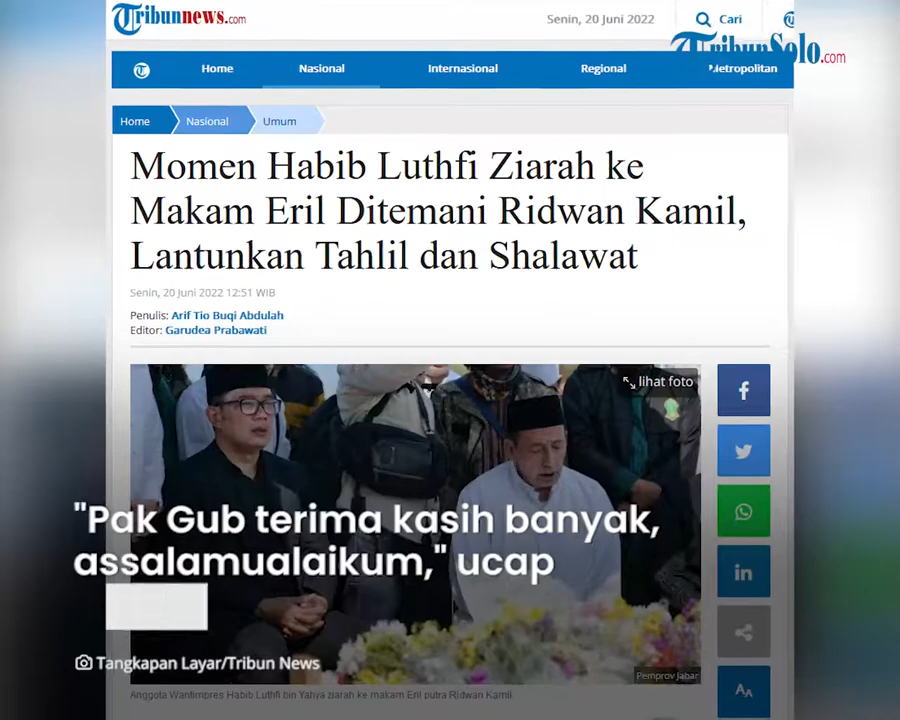 Tribunnews.com
Senin, 20 Juni 2022
Cari
TribunSolo.com
Home
Nasional
Internasional
Regional
Metropolitan
Home
Nasional
Umum
Momen Habib Luthfi Ziarah ke
Makam Eril Ditemani Ridwan Kamil,
Lantunkan Tahlil dan Shalawat
Senin, 20 Juni 2022 12:51 WIB
Penulis: Arif Tio Buqi Abdulah
Editor: Garudea Prabawati
lihat foto
"Pak Gub terima kasih banyak,
assalamualaikum," ucap
Tangkapan Layar/Tribun News
Pemprov Jabar
AA
Anggota Wantimpres Habib Luthfi bin Yahya ziarah ke makam Eril putra Ridwan Kamil.